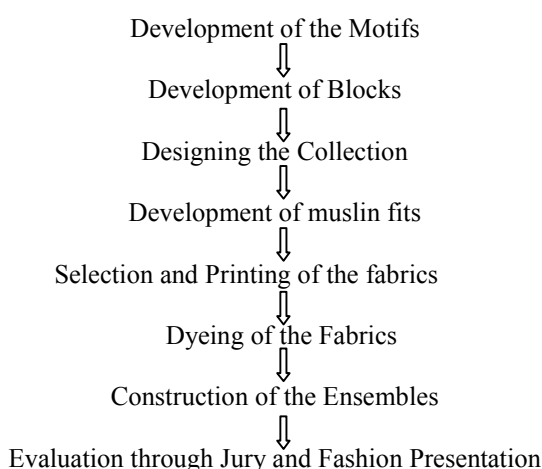 Development of the Motifs
Development of Blocks
Designing the Collection
Development of muslin fits
Selection and Printing of the fabrics
Dyeing of the Fabrics
Construction of the Ensembles
Evaluation through Jury and Fashion Presentation